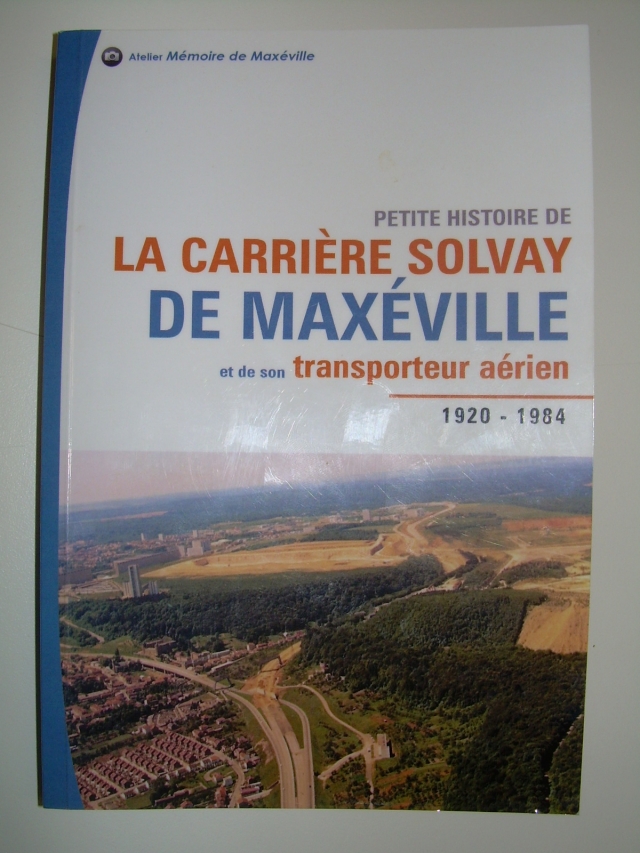 Atelier Mémoire de Maxéville
PETITE HISTOIRE DE
LA CARRIÈRE SOLVAY
DE MAXÉVILLE
et de son transporteur aérien
1920 - 1984